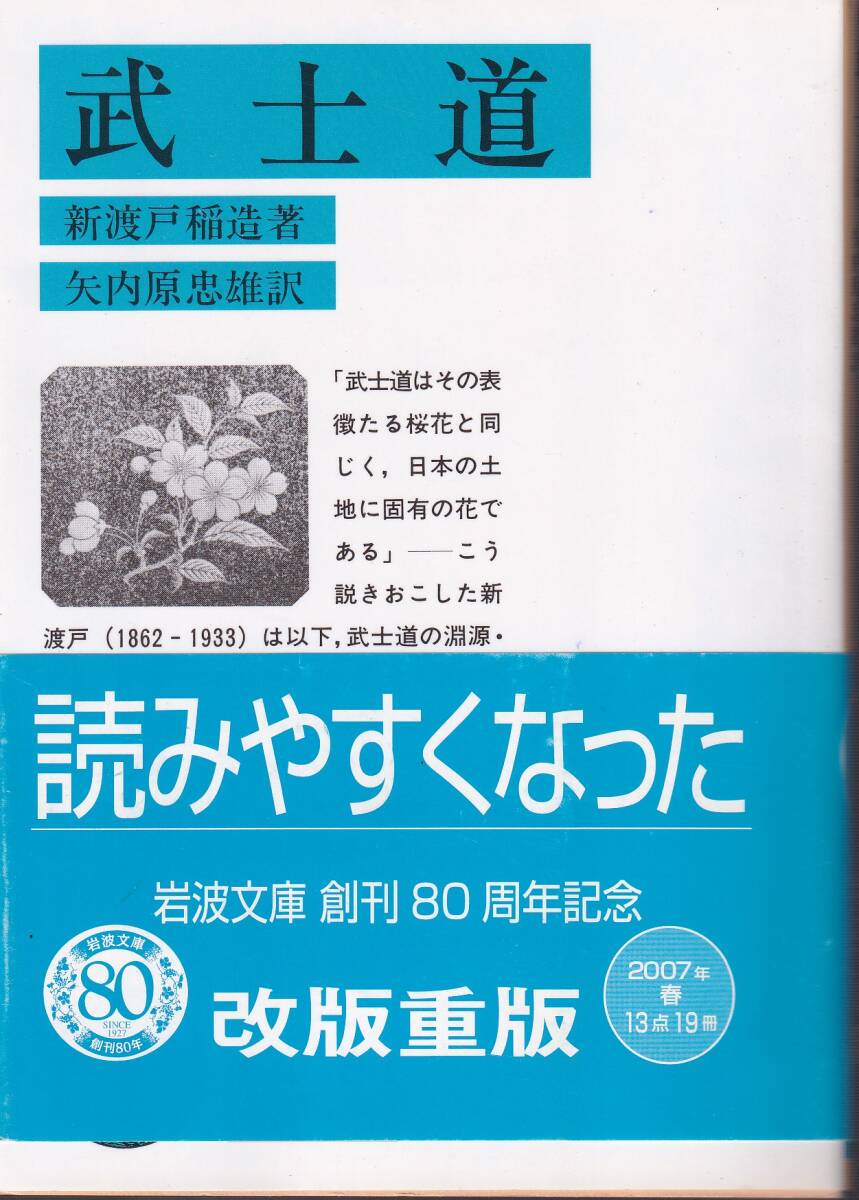 武士道
新渡戸稲造著
矢内原忠雄訳
「武士道はその表
徴たる桜花と同
じく，日本の土
地に固有の花で
ある」――こう
説きおこした新
渡戸（1862－1933）は以下，武士道の淵源・
読みやすくなった
岩波文庫 創刊 80 周年記念
岩波文庫
80
SINCE
1927
創刊80年
改版重版
2007年
春
13点19冊